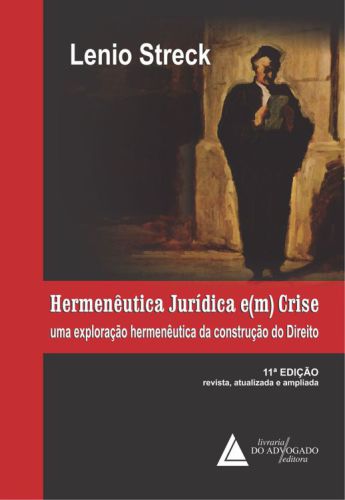 Lenio Streck
Hermenêutica Jurídica e(m) Crise
uma exploração hermenêutica da construção do Direito
11ª EDIÇÃO
revista, atualizada e ampliada
livraria
DO ADVOGADO
editora